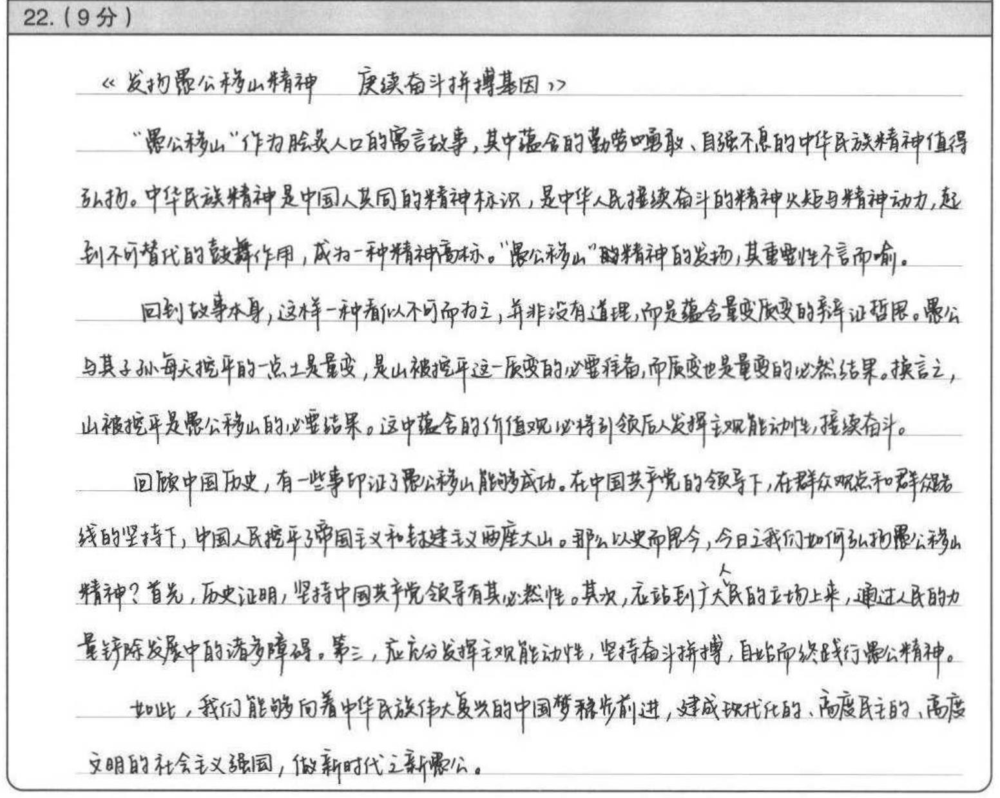 22.(9分)
《发扬愚公移山精神 赓续奋斗拼搏基因》
“愚公移山”作为脍炙人口的寓言故事,其中蕴含的勤劳勇敢、自强不息的中华民族精神值得
弘扬。中华民族精神是中国人共同的精神标识,是中华人民接续奋斗的精神火炬与精神动力,起
到不可替代的鼓舞作用,成为一种精神高标。“愚公移山”的精神的发扬,其重要性不言而喻。
回到故事本身,这样一种看似不可而为之,并非没有道理,而是蕴含量变质变的辩证哲思。愚公
与其子孙每天挖平的一点土是量变,是山被挖平这一质变的必要准备,而质变也是量变的必然结果。换言之,
山被挖平是愚公移山的必要结果。这中蕴含的价值观必将引领后人发挥主观能动性,接续奋斗。
回顾中国历史,有一些事印证了愚公移山能够成功。在中国共产党的领导下,在群众观点和群众路
线的坚持下,中国人民挖平了帝国主义和封建主义两座大山。那么以史而思今,今日之我们如何弘扬愚公移山
精神?首先,历史证明,坚持中国共产党领导有其必然性。其次,应站到广大人民的立场上来,通过人民的力
量铲除发展中的诸多障碍。第三,应充分发挥主观能动性,坚持奋斗拼搏,自始而终践行愚公精神。
如此,我们能够向着中华民族伟大复兴的中国梦稳步前进,建成现代化的、高度民主的、高度
文明的社会主义强国,做新时代之新愚公。